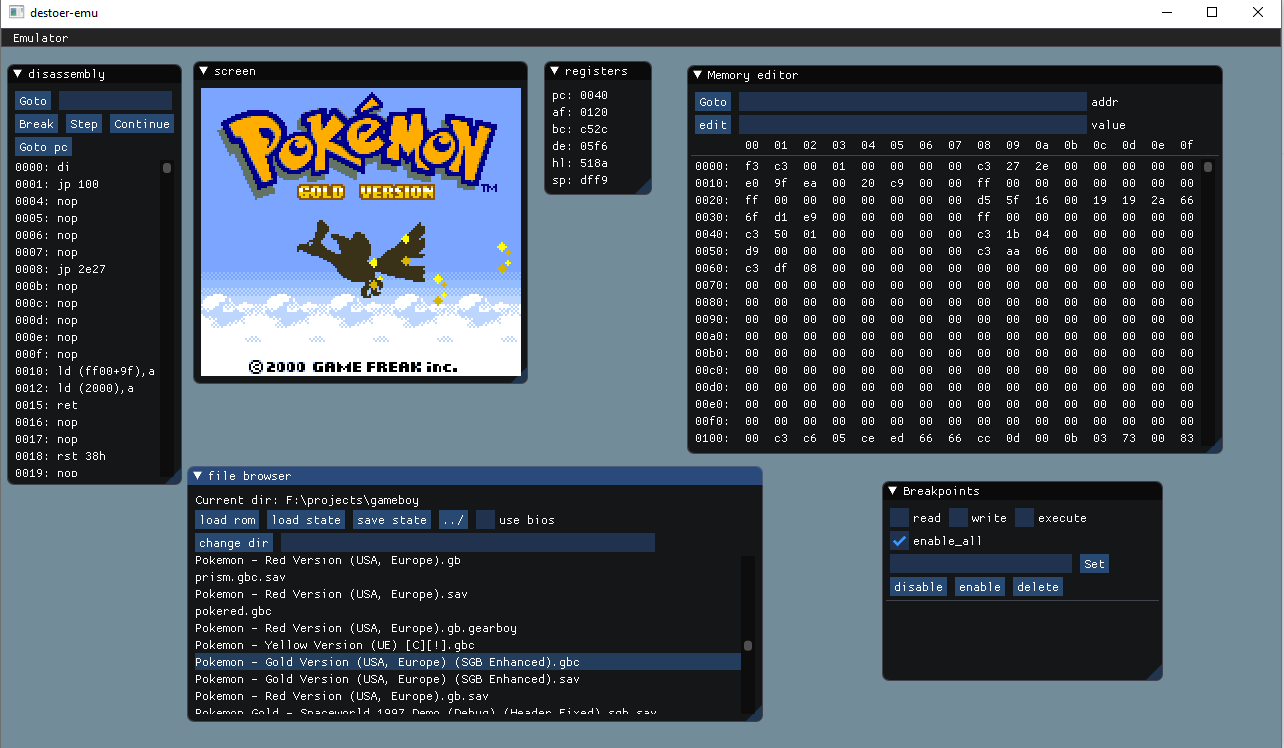 destoer-emu
Emulator
disassembly
Goto
Break Step Continue
Goto pc
0000: di
0001: jp 100
0004: nop
0005: nop
0006: nop
0007: nop
0008: jp 2e27
000b: nop
000c: nop
000d: nop
000e: nop
000f: nop
0010: ld (ff00+9f),a
0012: ld (2000),a
0015: ret
0016: nop
0017: nop
0018: rst 38h
0019: nop
screen
POKéMON
TM
GOLD VERSION
©2000 GAME FREAK inc.
registers
pc: 0040
af: 0120
bc: c52c
de: 05f6
hl: 518a
sp: dff9
Memory editor
Goto addr
edit value
00 01 02 03 04 05 06 07 08 09 0a 0b 0c 0d 0e 0f
0000: f3 c3 00 01 00 00 00 00 c3 27 2e 00 00 00 00 00
0010: e0 9f ea 00 20 c9 00 00 ff 00 00 00 00 00 00 00
0020: ff 00 00 00 00 00 00 00 d5 5f 16 00 19 19 2a 66
0030: 6f d1 e9 00 00 00 00 00 ff 00 00 00 00 00 00 00
0040: c3 50 01 00 00 00 00 00 c3 1b 04 00 00 00 00 00
0050: d9 00 00 00 00 00 00 00 c3 aa 06 00 00 00 00 00
0060: c3 df 08 00 00 00 00 00 00 00 00 00 00 00 00 00
0070: 00 00 00 00 00 00 00 00 00 00 00 00 00 00 00 00
0080: 00 00 00 00 00 00 00 00 00 00 00 00 00 00 00 00
0090: 00 00 00 00 00 00 00 00 00 00 00 00 00 00 00 00
00a0: 00 00 00 00 00 00 00 00 00 00 00 00 00 00 00 00
00b0: 00 00 00 00 00 00 00 00 00 00 00 00 00 00 00 00
00c0: 00 00 00 00 00 00 00 00 00 00 00 00 00 00 00 00
00d0: 00 00 00 00 00 00 00 00 00 00 00 00 00 00 00 00
00e0: 00 00 00 00 00 00 00 00 00 00 00 00 00 00 00 00
00f0: 00 00 00 00 00 00 00 00 00 00 00 00 00 00 00 00
0100: 00 c3 c6 05 ce ed 66 66 cc 0d 00 0b 03 73 00 83
file browser
Current dir: F:\projects\gameboy
load rom load state save state ../ use bios
change dir
Pokemon - Red Version (USA, Europe).gb
prism.gbc.sav
Pokemon - Red Version (USA, Europe).sav
pokered.gbc
Pokemon - Red Version (USA, Europe).gb.gearboy
Pokemon - Yellow Version (UE) [C][!].gbc
Pokemon - Gold Version (USA, Europe) (SGB Enhanced).gbc
Pokemon - Gold Version (USA, Europe) (SGB Enhanced).sav
Pokemon - Red Version (USA, Europe).gb.sav
Pokemon Gold - Spaceworld 1997 Demo (Debug) (Header Fixed).sgb.sav
Breakpoints
read write execute
enable_all
Set
disable enable delete